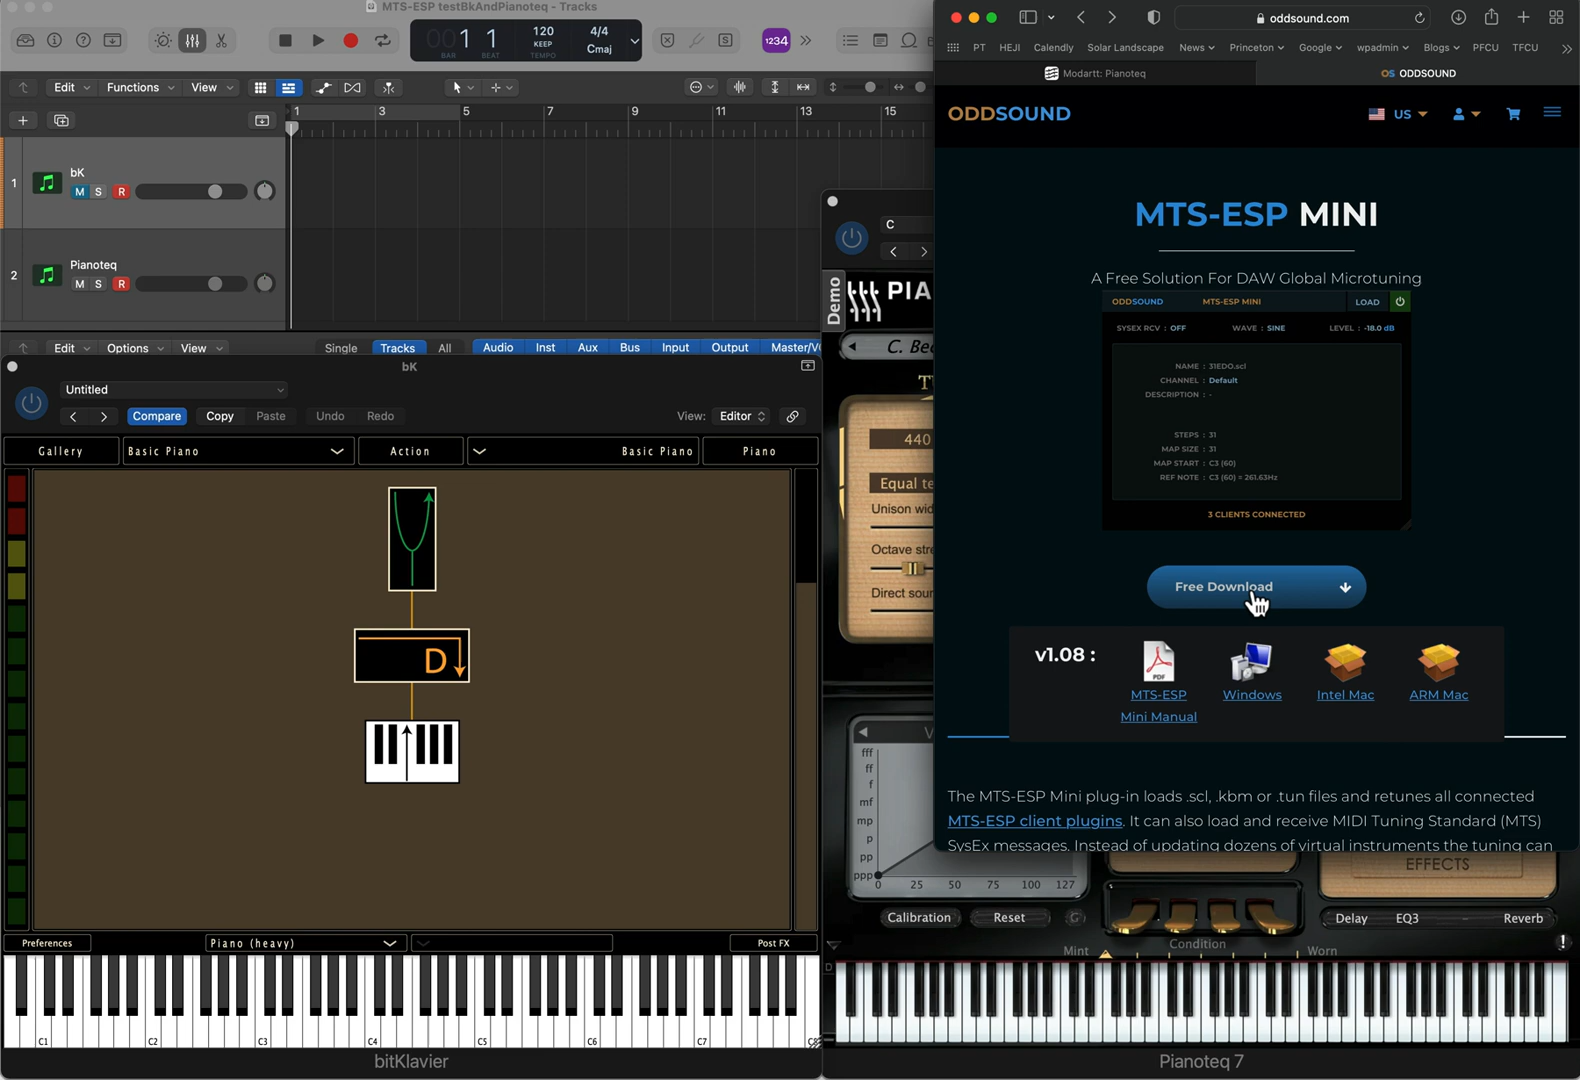 MTS-ESP testBkAndPianoteq - Tracks
1 1
BAR
BEAT
120
KEEP
TEMPO
4/4
Cmaj
S
1234
Edit
Functions
View
1
3
5
7
9
11
13
15
1
bK
M
S
R
2
Pianoteq
M
S
R
Edit
Options
View
Single
Tracks
All
Audio
Inst
Aux
Bus
Input
Output
bK
Untitled
Compare
Copy
Paste
Undo
Redo
View:
Editor
Gallery
Basic Piano
Action
Basic Piano
Piano
D
Preferences
Piano (heavy)
Post FX
C1
C2
C3
C4
C5
C6
C7
bitKlavier
Demo
PIA
440
Unison
Calibration
Reset
fff
ff
f
mf
mp
p
pp
ppp
0
25
50
75
100
127
EFFECTS
Delay
EQ3
Reverb
Condition
Mint
Worn
Pianoteq 7
oddsound.com
PT
HEJI
Calendly
Solar Landscape
News
Princeton
Google
wpadmin
Blogs
PFCU
TFCU
Modartt: Pianoteq
OS ODDSOUND
ODDSOUND
US
MTS-ESP MINI
A Free Solution For DAW Global Microtuning
ODDSOUND
MTS-ESP MINI
LOAD
SYSEX RCV : OFF
WAVE : SINE
LEVEL : -18.0 dB
NAME : 31EDO.scl
CHANNEL : Default
DESCRIPTION : -
STEPS : 31
MAP SIZE : 31
MAP START : C3 (60)
REF NOTE : C3 (60) = 261.63Hz
3 CLIENTS CONNECTED
Free Download
v1.08 :
PDF
MTS-ESP
Mini Manual
Windows
Intel Mac
ARM Mac
The MTS-ESP Mini plug-in loads .scl, .kbm or .tun files and retunes all connected
MTS-ESP client plugins. It can also load and receive MIDI Tuning Standard (MTS)
SysEx messages. Instead of updating dozens of virtual instruments the tuning can